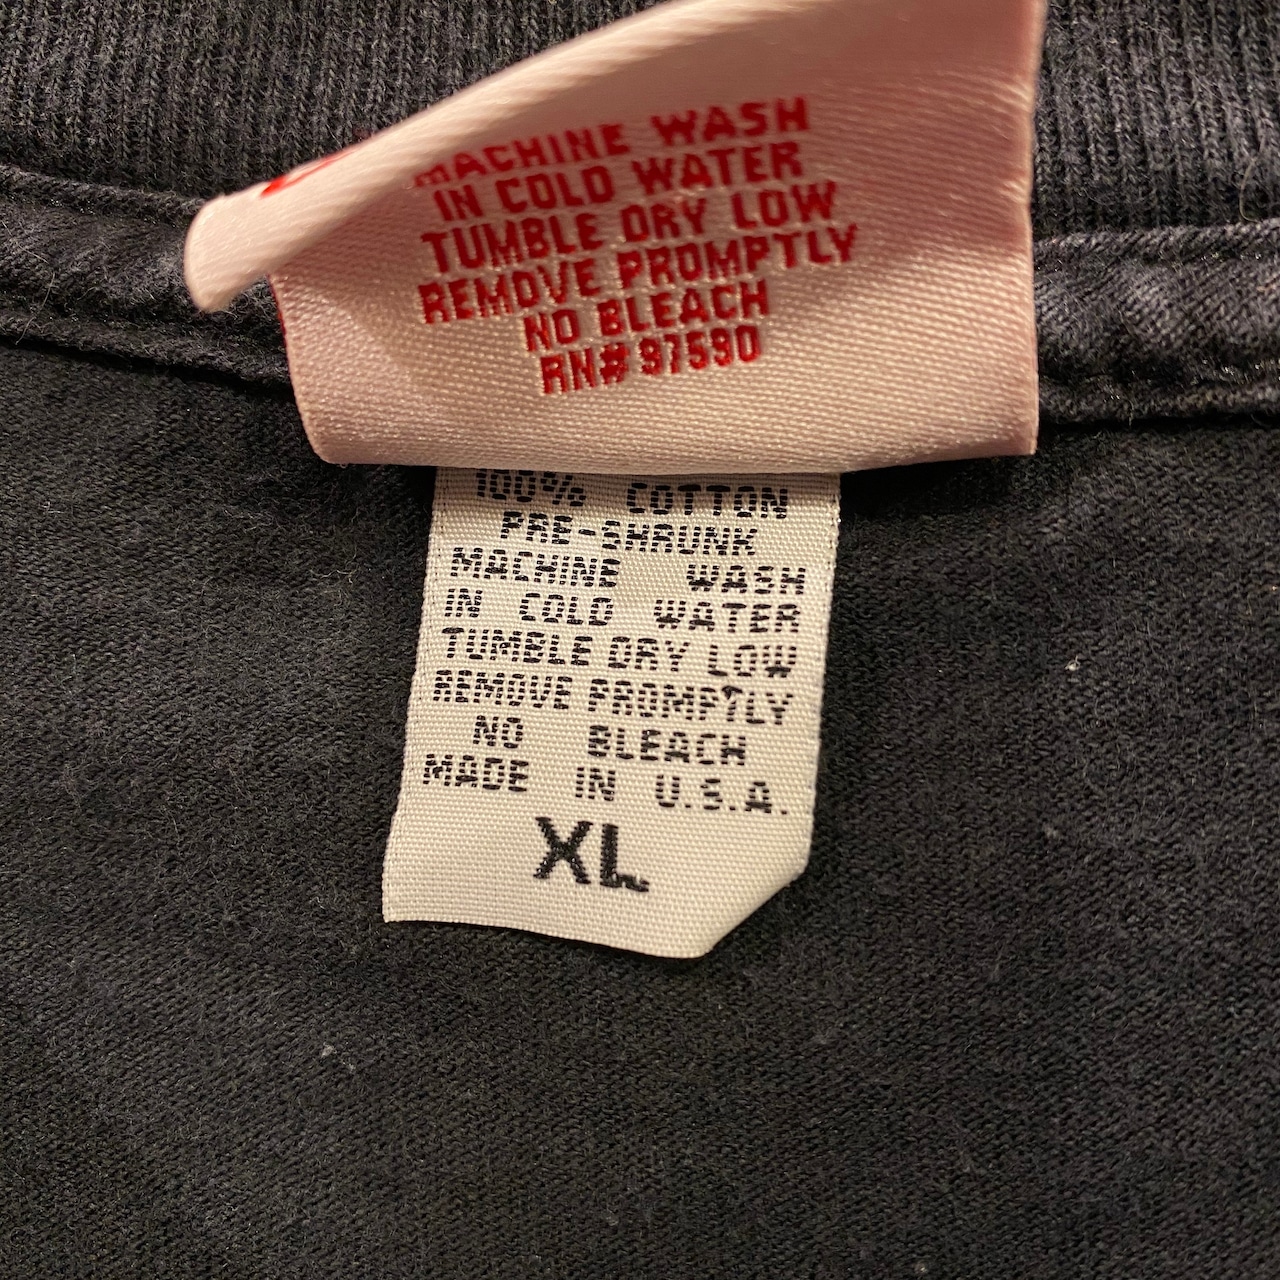 MACHINE WASH
IN COLD WATER
TUMBLE DRY LOW
REMOVE PROMPTLY
NO BLEACH
RN# 97590
100% COTTON
PRE-SHRUNK
MACHINE WASH
IN COLD WATER
TUMBLE DRY LOW
REMOVE PROMPTLY
NO BLEACH
MADE IN U.S.A.
XL